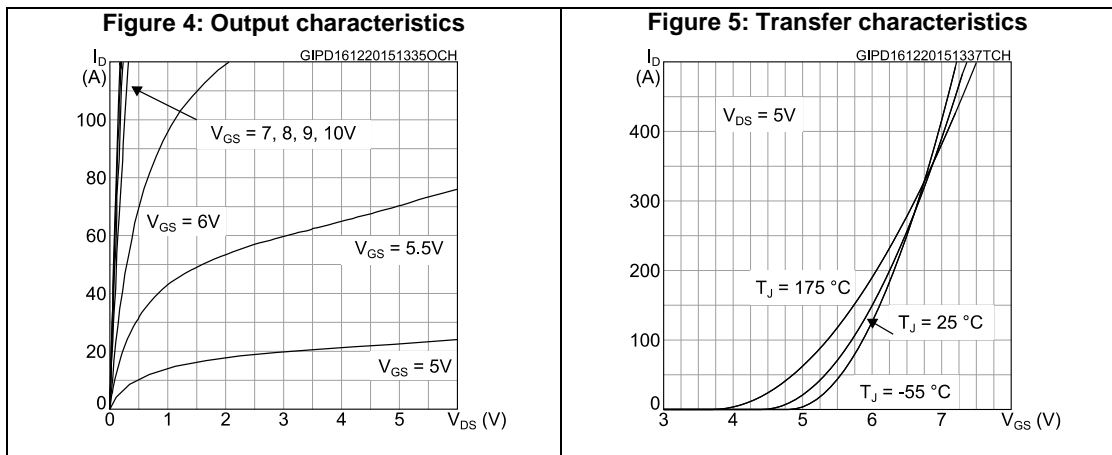 Figure 4: Output characteristics
GIPD161220151335OCH
I_D
(A)
100
80
60
40
20
0
V_GS = 7, 8, 9, 10V
V_GS = 6V
V_GS = 5.5V
V_GS = 5V
0 1 2 3 4 5 V_DS (V)
Figure 5: Transfer characteristics
GIPD161220151337TCH
I_D
(A)
400
300
200
100
0
V_DS = 5V
T_J = 175 °C
T_J = 25 °C
T_J = -55 °C
3 4 5 6 7 V_GS (V)